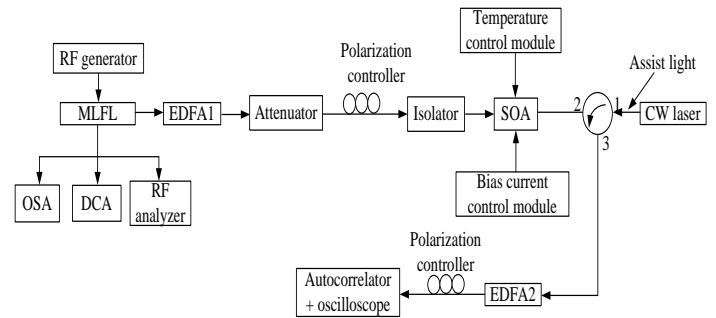 Temperature
control module
Polarization
controller
RF generator
Assist light
MLFL
EDFA1
Attenuator
Isolator
SOA
2
1
3
CW laser
OSA
DCA
RF
analyzer
Bias current
control module
Polarization
controller
Autocorrelator
+ oscilloscope
EDFA2